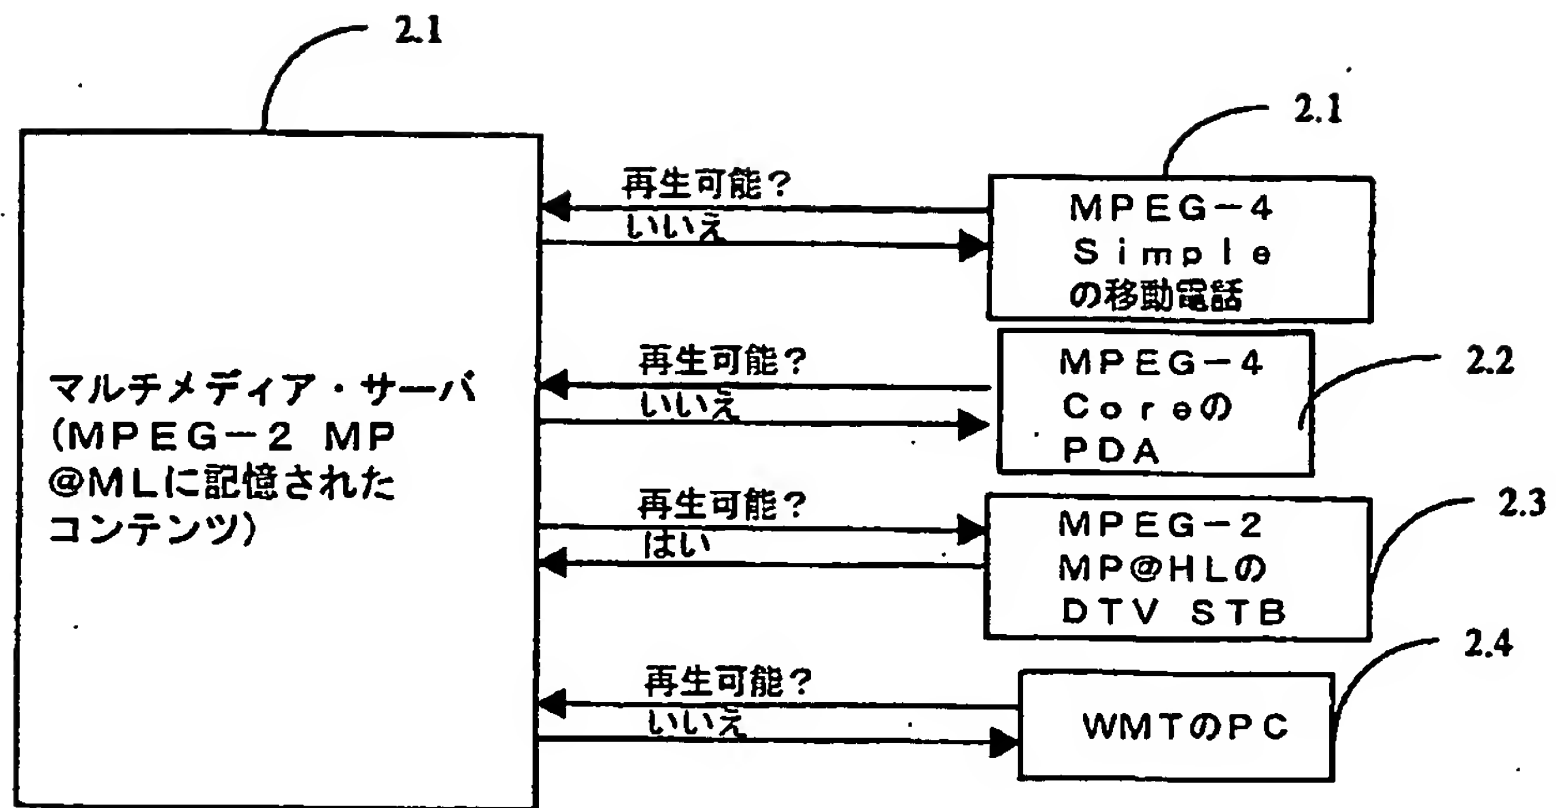 2.1
2.1
再生可能？
いいえ
ＭＰＥＧ－４
Ｓｉｍｐｌｅ
の移動電話
マルチメディア・サーバ
（ＭＰＥＧ－２ ＭＰ
＠ＭＬに記憶された
コンテンツ）
再生可能？
いいえ
ＭＰＥＧ－４
Ｃｏｒｅの
ＰＤＡ
2.2
再生可能？
はい
ＭＰＥＧ－２
ＭＰ＠ＨＬの
ＤＴＶ ＳＴＢ
2.3
再生可能？
いいえ
ＷＭＴのＰＣ
2.4